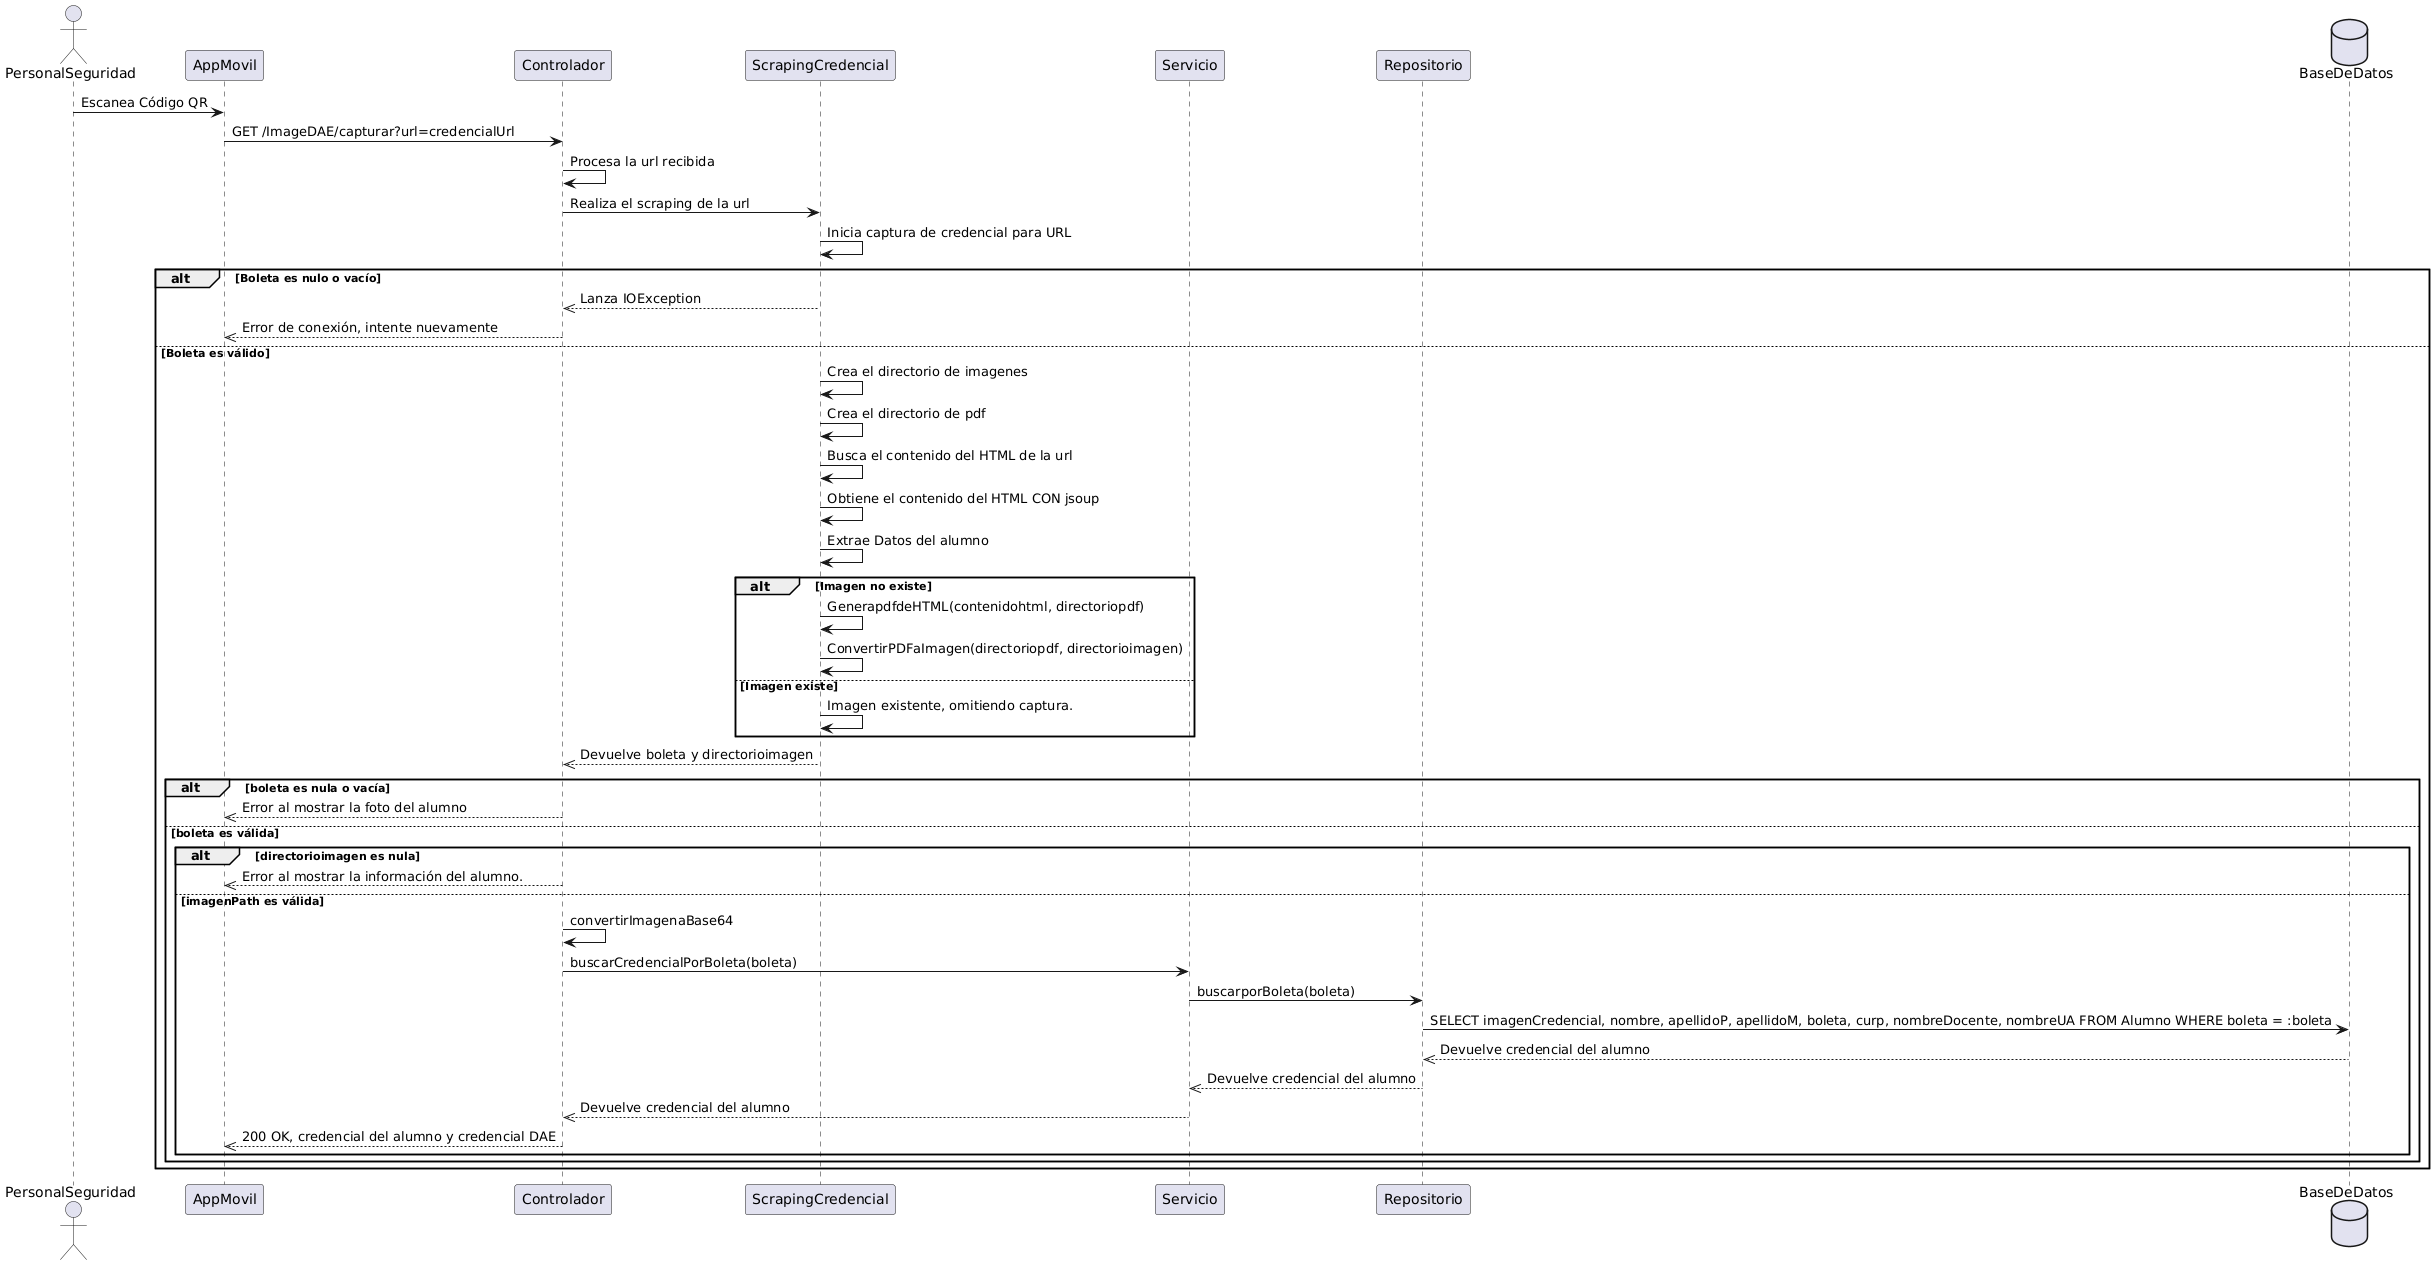 PersonalSeguridad
AppMovil
Controlador
ScrapingCredencial
Servicio
Repositorio
BaseDeDatos
Escanea Código QR
GET /ImageDAE/capturar?url=credencialUrl
Procesa la url recibida
Realiza el scraping de la url
Inicia captura de credencial para URL
alt [Boleta es nulo o vacío]
Lanza IOException
Error de conexión, intente nuevamente
[Boleta es válido]
Crea el directorio de imagenes
Crea el directorio de pdf
Busca el contenido del HTML de la url
Obtiene el contenido del HTML CON jsoup
Extrae Datos del alumno
alt [Imagen no existe]
GenerapdfdeHTML(contenidohtml, directoriopdf)
ConvertirPDFaImagen(directoriopdf, directorioimagen)
[Imagen existe]
Imagen existente, omitiendo captura.
Devuelve boleta y directorioimagen
alt [boleta es nula o vacía]
Error al mostrar la foto del alumno
[boleta es válida]
alt [directorioimagen es nula]
Error al mostrar la información del alumno.
[imagenPath es válida]
convertirImagenaBase64
buscarCredencialPorBoleta(boleta)
buscarporBoleta(boleta)
SELECT imagenCredencial, nombre, apellidoP, apellidoM, boleta, curp, nombreDocente, nombreUA FROM Alumno WHERE boleta = :boleta
Devuelve credencial del alumno
Devuelve credencial del alumno
Devuelve credencial del alumno
200 OK, credencial del alumno y credencial DAE
PersonalSeguridad
AppMovil
Controlador
ScrapingCredencial
Servicio
Repositorio
BaseDeDatos